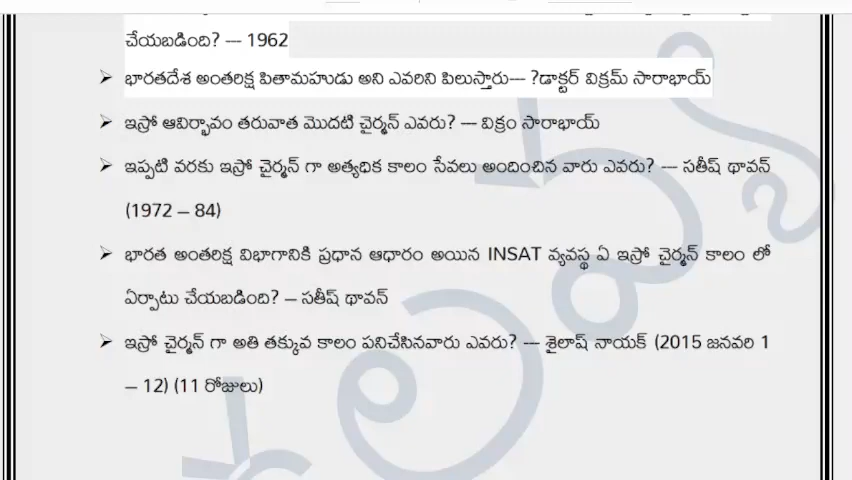 చేయబడింది? --- 1962
➢ భారతదేశ అంతరిక్ష పితామహుడు అని ఎవరిని పిలుస్తారు--- ?డాక్టర్ విక్రమ్ సారాభాయ్
➢ ఇస్రో ఆవిర్భావం తరువాత మొదటి చైర్మన్ ఎవరు? --- విక్రం సారాభాయ్
➢ ఇప్పటి వరకు ఇస్రో చైర్మన్ గా అత్యధిక కాలం సేవలు అందించిన వారు ఎవరు? --- సతీష్ థావన్
(1972 – 84)
➢ భారత అంతరిక్ష విభాగానికి ప్రధాన ఆధారం అయిన INSAT వ్యవస్థ ఏ ఇస్రో చైర్మన్ కాలం లో
ఏర్పాటు చేయబడింది? – సతీష్ థావన్
➢ ఇస్రో చైర్మన్ గా అతి తక్కువ కాలం పనిచేసినవారు ఎవరు? --- శైలాష్ నాయక్ (2015 జనవరి 1
– 12) (11 రోజులు)